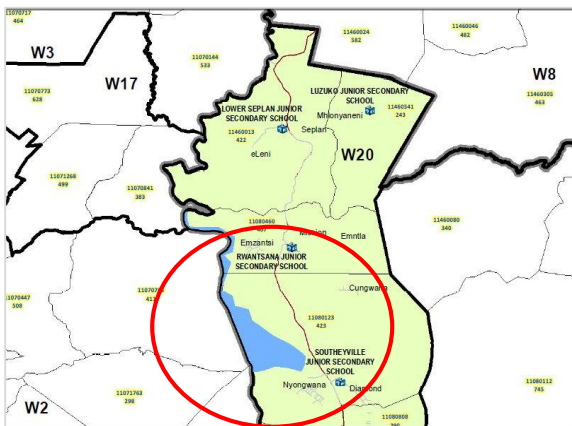 11070717
464
W3
11070144
533
11460024
582
11460046
482
W8
11070773
628
W17
LUZUKO JUNIOR SECONDARY
SCHOOL
11460305
463
LOWER SEPLAN JUNIOR
SECONDARY SCHOOL
Mhlonyaneni
11460541
243
11460013
422
Seplan
eLeni
W20
11071268
499
11070841
383
11080460
Mission
Emntla
11460080
340
Emzantsi
RWANTSANA JUNIOR
SECONDARY SCHOOL
Cungwana
11070447
508
11080123
423
SOUTHEYVILLE
JUNIOR SECONDARY
SCHOOL
11071763
298
Nyongwana
Diamond
11080112
745
W2
11080808